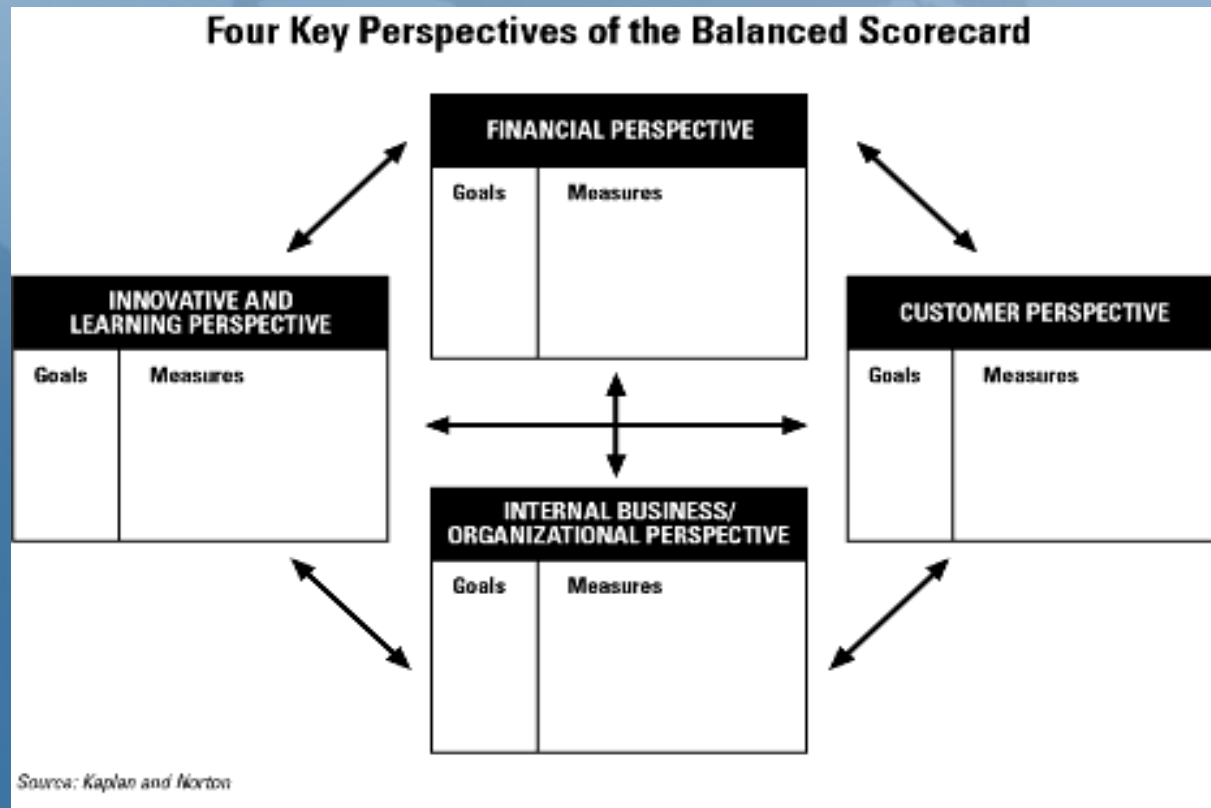 Four Key Perspectives of the Balanced Scorecard
FINANCIAL PERSPECTIVE
Goals Measures
INNOVATIVE AND
LEARNING PERSPECTIVE
Goals Measures
CUSTOMER PERSPECTIVE
Goals Measures
INTERNAL BUSINESS/
ORGANIZATIONAL PERSPECTIVE
Goals Measures
Source: Kaplan and Norton